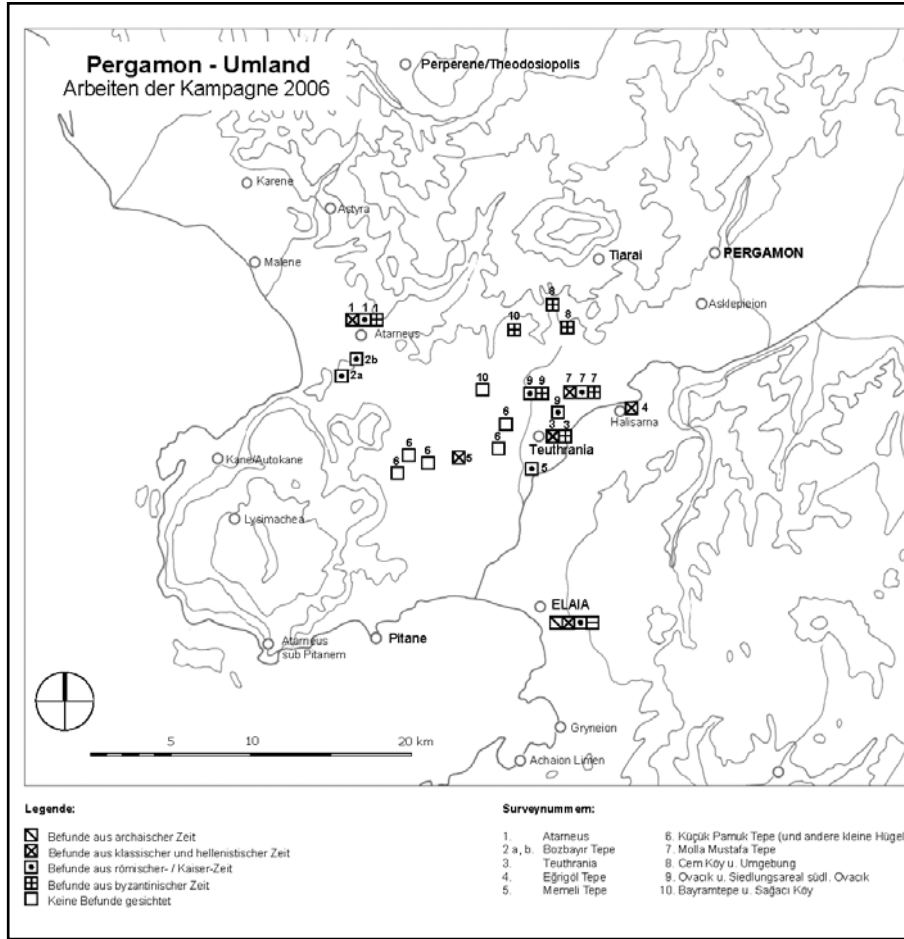 Pergamon - Umland
Arbeiten der Kampagne 2006
Perperene/Theodosiopolis
Karene
Astyra
Malene
Tiarai
PERGAMON
Asklepieion
8
1 1 1
10
8
Atarneus
2b
2a
10
9 9
7 7 7
9
4
Halisarna
6
3 3
6
Teuthrania
6
6
5
6
5
Kane/Autokane
Lysimachea
ELAIA
Atarneus
sub Pitanem
Pitane
Gryneion
Achaion Limen
5 10 20 km
Legende:
Befunde aus archaischer Zeit
Befunde aus klassischer und hellenistischer Zeit
Befunde aus römischer- / Kaiser-Zeit
Befunde aus byzantinischer Zeit
Keine Befunde gesichtet
Surveynummern:
1. Atarneus
2 a, b. Bozbayır Tepe
3. Teuthrania
4. Eğrigöl Tepe
5. Memeli Tepe
6. Küçük Pamuk Tepe (und andere kleine Hügel
7. Molla Mustafa Tepe
8. Cem Köy u. Umgebung
9. Ovacık u. Siedlungsareal südl. Ovacık
10. Bayramtepe u. Sağacı Köy